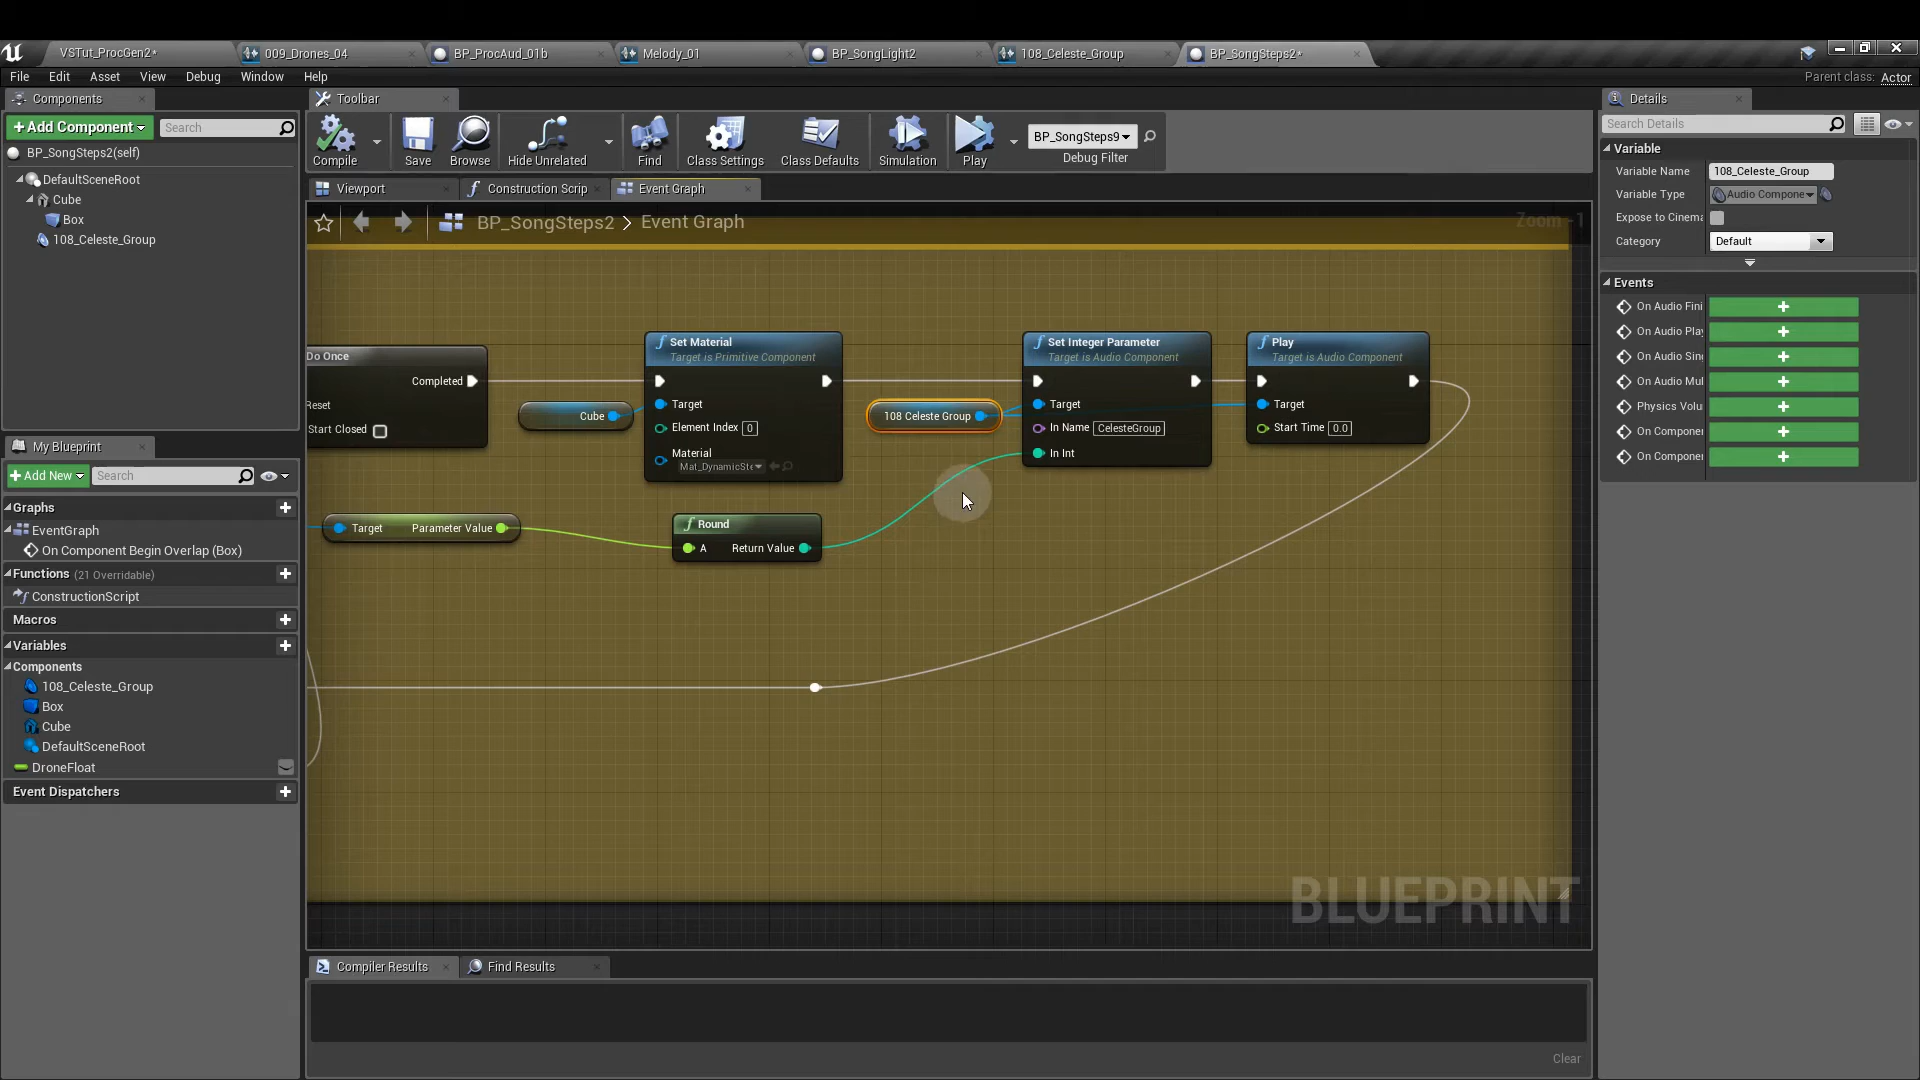 VSTut_ProcGen2*
009_Drones_04
BP_ProcAud_01b
Melody_01
BP_SongLight2
108_Celeste_Group
BP_SongSteps2*
File Edit Asset View Debug Window Help
Parent class: Actor
Components
+Add Component
Search
BP_SongSteps2(self)
DefaultSceneRoot
Cube
Box
108_Celeste_Group
My Blueprint
+Add New
Search
Graphs
EventGraph
On Component Begin Overlap (Box)
Functions (21 Overridable)
ConstructionScript
Macros
Variables
Components
108_Celeste_Group
Box
Cube
DefaultSceneRoot
DroneFloat
Event Dispatchers
Toolbar
Compile
Save
Browse
Hide Unrelated
Find
Class Settings
Class Defaults
Simulation
Play
BP_SongSteps9
Debug Filter
Viewport
Construction Scrip
Event Graph
BP_SongSteps2 > Event Graph
Zoom -1
Do Once
Completed
Reset
Start Closed
Cube
Set Material
Target is Primitive Component
Target
Element Index 0
Material
Mat_DynamicSte
108 Celeste Group
Set Integer Parameter
Target is Audio Component
Target
In Name CelesteGroup
In Int
Play
Target is Audio Component
Target
Start Time 0.0
Target Parameter Value
Round
A Return Value
BLUEPRINT
Compiler Results
Find Results
Clear
Details
Search Details
Variable
Variable Name 108_Celeste_Group
Variable Type Audio Compone
Expose to Cinema
Category Default
Events
On Audio Fini
On Audio Play
On Audio Sin
On Audio Mul
Physics Volu
On Componen
On Componen